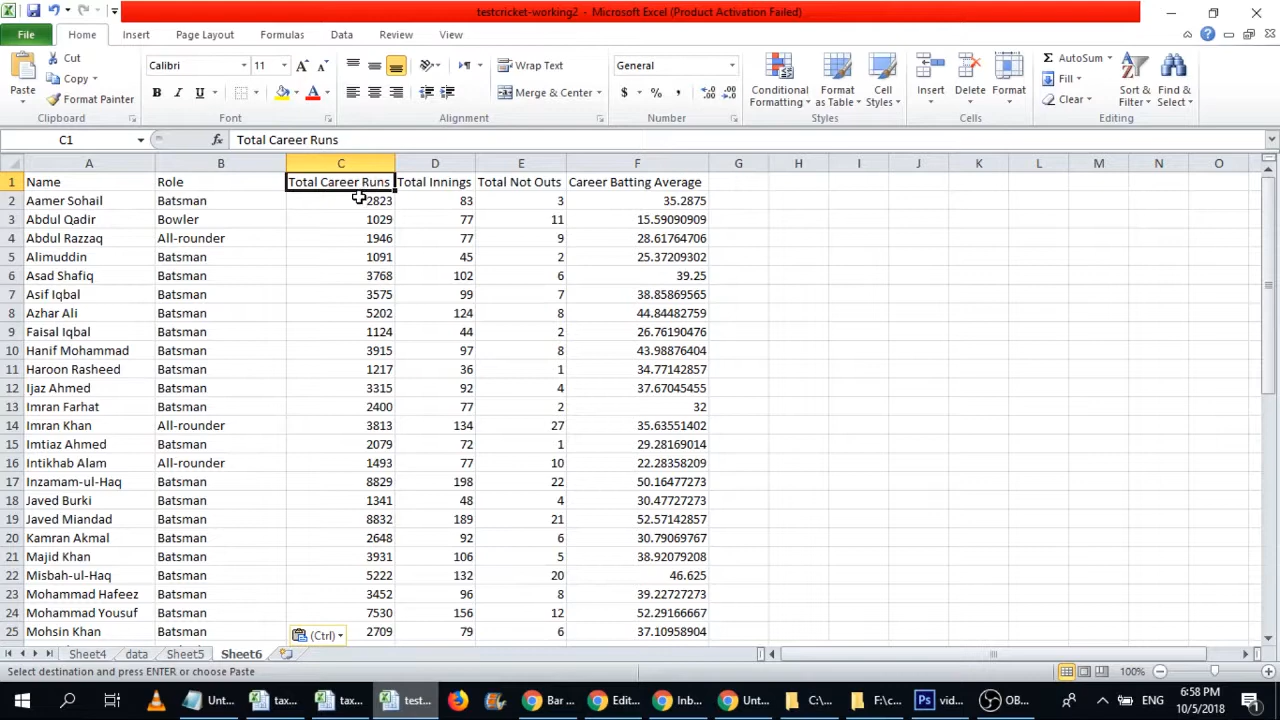 testcricket-working2 - Microsoft Excel (Product Activation Failed)
File Home Insert Page Layout Formulas Data Review View
Paste
Cut
Copy
Format Painter
Clipboard
Calibri 11
B I U
Font
Wrap Text
Merge & Center
Alignment
General
$ % ,
Number
Conditional Formatting
Format as Table
Cell Styles
Styles
Insert Delete Format
Cells
AutoSum
Fill
Clear
Sort & Filter
Find & Select
Editing
C1 fx Total Career Runs
A B C D E F G H I J K L M N O
1 Name Role Total Career Runs Total Innings Total Not Outs Career Batting Average
2 Aamer Sohail Batsman 2823 83 3 35.2875
3 Abdul Qadir Bowler 1029 77 11 15.59090909
4 Abdul Razzaq All-rounder 1946 77 9 28.61764706
5 Alimuddin Batsman 1091 45 2 25.37209302
6 Asad Shafiq Batsman 3768 102 6 39.25
7 Asif Iqbal Batsman 3575 99 7 38.85869565
8 Azhar Ali Batsman 5202 124 8 44.84482759
9 Faisal Iqbal Batsman 1124 44 2 26.76190476
10 Hanif Mohammad Batsman 3915 97 8 43.98876404
11 Haroon Rasheed Batsman 1217 36 1 34.77142857
12 Ijaz Ahmed Batsman 3315 92 4 37.67045455
13 Imran Farhat Batsman 2400 77 2 32
14 Imran Khan All-rounder 3813 134 27 35.63551402
15 Imtiaz Ahmed Batsman 2079 72 1 29.28169014
16 Intikhab Alam All-rounder 1493 77 10 22.28358209
17 Inzamam-ul-Haq Batsman 8829 198 22 50.16477273
18 Javed Burki Batsman 1341 48 4 30.47727273
19 Javed Miandad Batsman 8832 189 21 52.57142857
20 Kamran Akmal Batsman 2648 92 6 30.79069767
21 Majid Khan Batsman 3931 106 5 38.92079208
22 Misbah-ul-Haq Batsman 5222 132 20 46.625
23 Mohammad Hafeez Batsman 3452 96 8 39.22727273
24 Mohammad Yousuf Batsman 7530 156 12 52.29166667
25 Mohsin Khan Batsman 2709 79 6 37.10958904
(Ctrl)
Sheet4 data Sheet5 Sheet6
Select destination and press ENTER or choose Paste 100%
Unt... tax... tax... test... Bar ... Edit... Inb... Unt... C:\... F:\c... Ps vid... OB... ENG 6:58 PM
10/5/2018 1